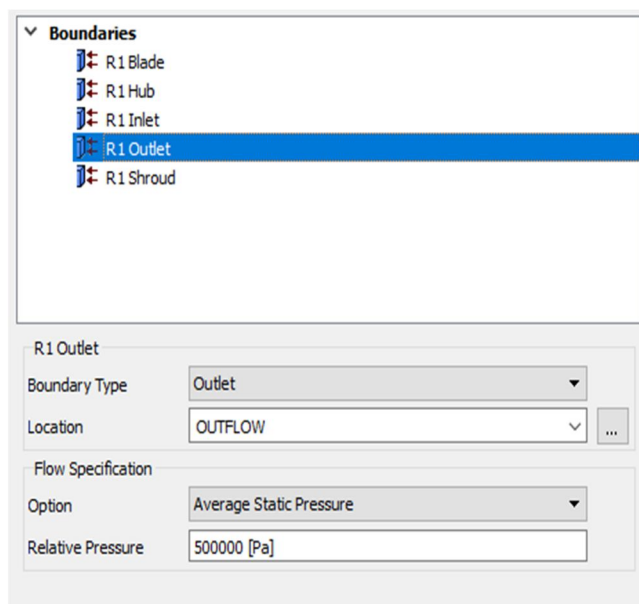 Boundaries
R1 Blade
R1 Hub
R1 Inlet
R1 Outlet
R1 Shroud
R1 Outlet
Boundary Type Outlet
Location OUTFLOW ...
Flow Specification
Option Average Static Pressure
Relative Pressure 500000 [Pa]